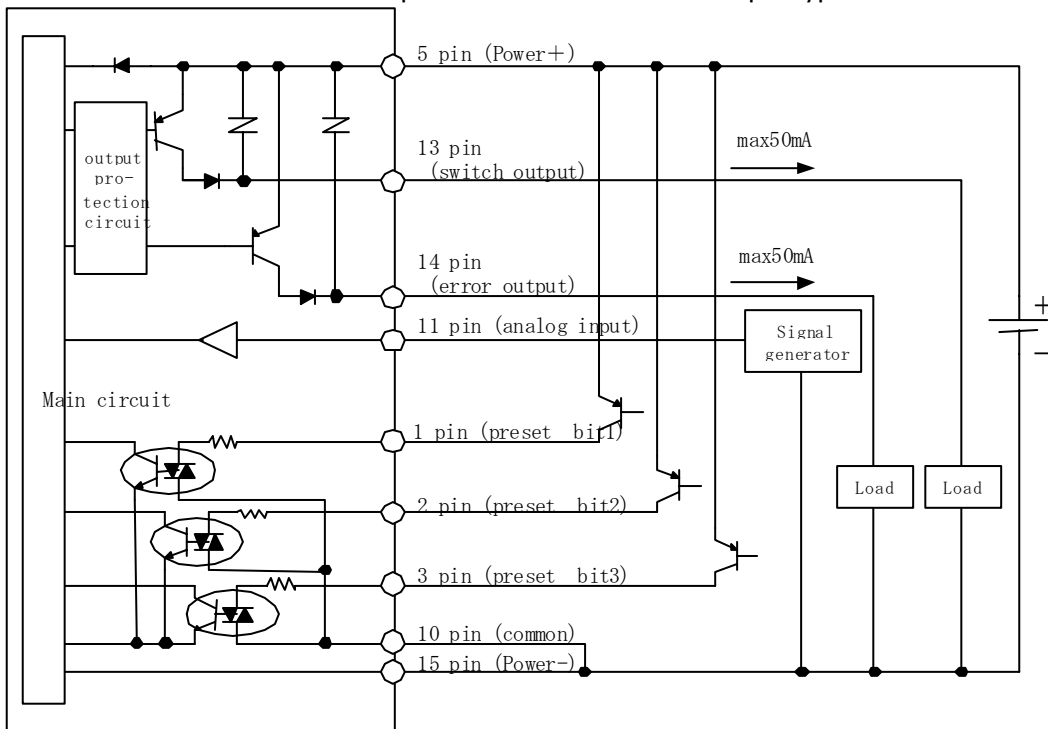 5 pin (Power+)
13 pin
(switch output)
max50mA
output
pro-
tection
circuit
14 pin
(error output)
max50mA
11 pin (analog input)
Signal
generator
+
−
Main circuit
1 pin (preset bit1)
2 pin (preset bit2)
Load
Load
3 pin (preset bit3)
10 pin (common)
15 pin (Power-)